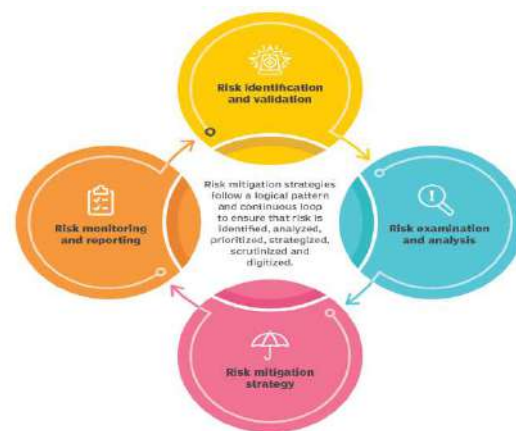 Risk identification
and validation
Risk mitigation strategies
follow a logical pattern
and continuous loop
to ensure that risk is
identified, analyzed,
prioritized, strategized,
scrutinized and
digitized.
Risk monitoring
and reporting
Risk examination
and analysis
Risk mitigation
strategy